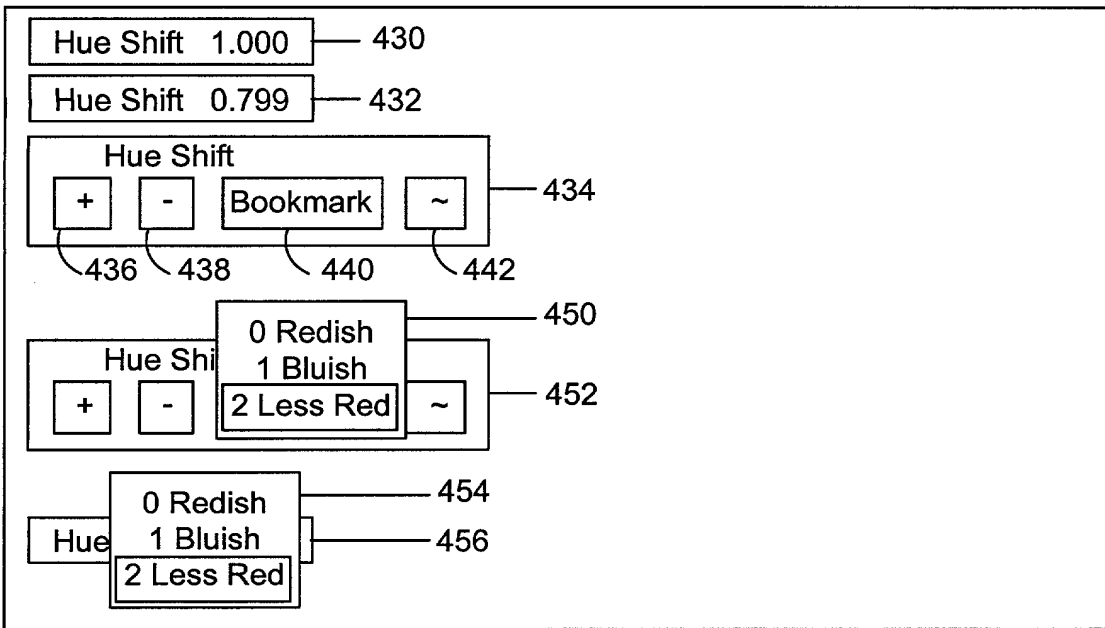 Hue Shift 1.000 430
Hue Shift 0.799 432
Hue Shift
+ - Bookmark ~ 434
436 438 440 442
450
0 Redish
Hue Shi 1 Bluish
+ - 2 Less Red ~ 452
0 Redish 454
Hue 1 Bluish 456
2 Less Red